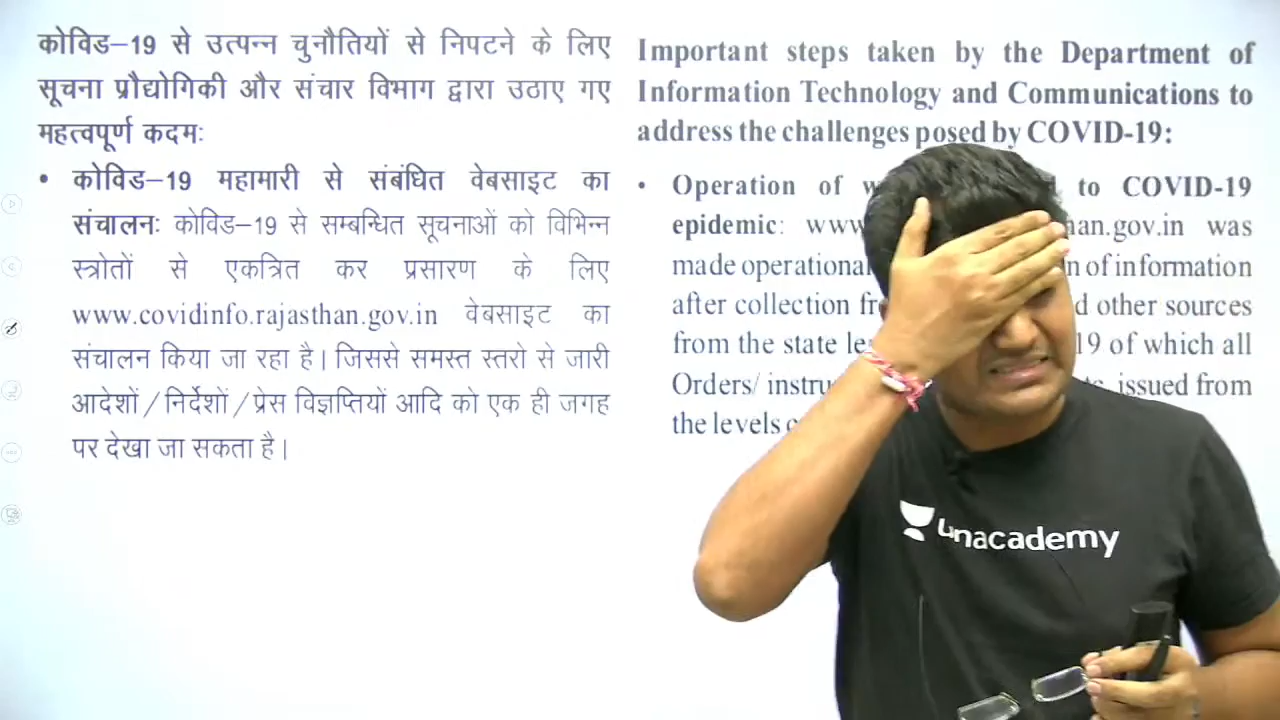 कोविड–19 से उत्पन्न चुनौतियों से निपटने के लिए
सूचना प्रौद्योगिकी और संचार विभाग द्वारा उठाए गए
महत्वपूर्ण कदमः
• कोविड–19 महामारी से संबंधित वेबसाइट का
संचालनः कोविड–19 से सम्बन्धित सूचनाओं को विभिन्न
स्त्रोतों से एकत्रित कर प्रसारण के लिए
www.covidinfo.rajasthan.gov.in वेबसाइट का
संचालन किया जा रहा है। जिससे समस्त स्तरो से जारी
आदेशों/निर्देशों/प्रेस विज्ञप्तियों आदि को एक ही जगह
पर देखा जा सकता है।
Important steps taken by the Department of
Information Technology and Communications to
address the challenges posed by COVID-19:
• Operation of to COVID-19
epidemic: www han.gov.in was
made operational of information
after collection other sources
from the state 19 of which all
Orders/ issued from
the levels
unacademy